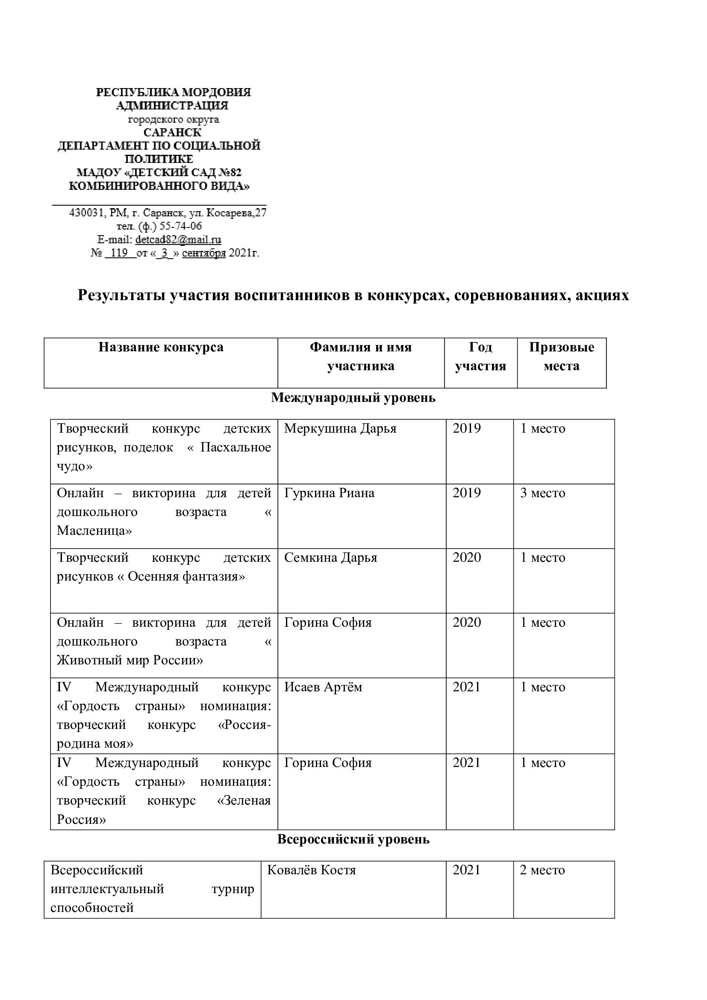 РЕСПУБЛИКА МОРДОВИЯ
АДМИНИСТРАЦИЯ
городского округа
САРАНСК
ДЕПАРТАМЕНТ ПО СОЦИАЛЬНОЙ
ПОЛИТИКЕ
МАДОУ «ДЕТСКИЙ САД №82
КОМБИНИРОВАННОГО ВИДА»
430031, РМ, г. Саранск, ул. Косарева,27
тел. (ф.) 55-74-06
E-mail: detcad82@mail.ru
№ _119_ от «_3_» сентября 2021г.
Результаты участия воспитанников в конкурсах, соревнованиях, акциях
Название конкурса
Фамилия и имя
участника
Год
участия
Призовые
места
Международный уровень
Творческий конкурс детских
рисунков, поделок « Пасхальное
чудо»
Меркушина Дарья
2019
1 место
Онлайн – викторина для детей
дошкольного возраста «
Масленица»
Гуркина Риана
2019
3 место
Творческий конкурс детских
рисунков « Осенняя фантазия»
Семкина Дарья
2020
1 место
Онлайн – викторина для детей
дошкольного возраста «
Животный мир России»
Горина София
2020
1 место
IV Международный конкурс
«Гордость страны» номинация:
творческий конкурс «Россия-
родина моя»
Исаев Артём
2021
1 место
IV Международный конкурс
«Гордость страны» номинация:
творческий конкурс «Зеленая
Россия»
Горина София
2021
1 место
Всероссийский уровень
Всероссийский
интеллектуальный турнир
способностей
Ковалёв Костя
2021
2 место